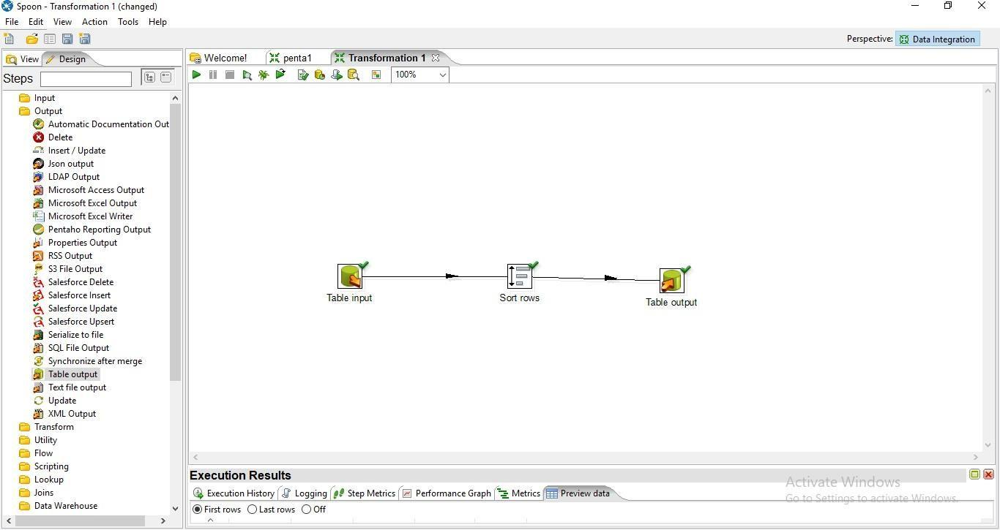 Spoon - Transformation 1 (changed)
File Edit View Action Tools Help
Perspective: Data Integration
View Design
Welcome! penta1 Transformation 1
Steps
100%
Input
Output
Automatic Documentation Out
Delete
Insert / Update
Json output
LDAP Output
Microsoft Access Output
Microsoft Excel Output
Microsoft Excel Writer
Pentaho Reporting Output
Properties Output
RSS Output
S3 File Output
Salesforce Delete
Salesforce Insert
Salesforce Update
Salesforce Upsert
Serialize to file
SQL File Output
Synchronize after merge
Table output
Text file output
Update
XML Output
Transform
Utility
Flow
Scripting
Lookup
Joins
Data Warehouse
Table input
Sort rows
Table output
Execution Results
Execution History Logging Step Metrics Performance Graph Metrics Preview data
First rows Last rows Off
Activate Windows
Go to Settings to activate Windows.